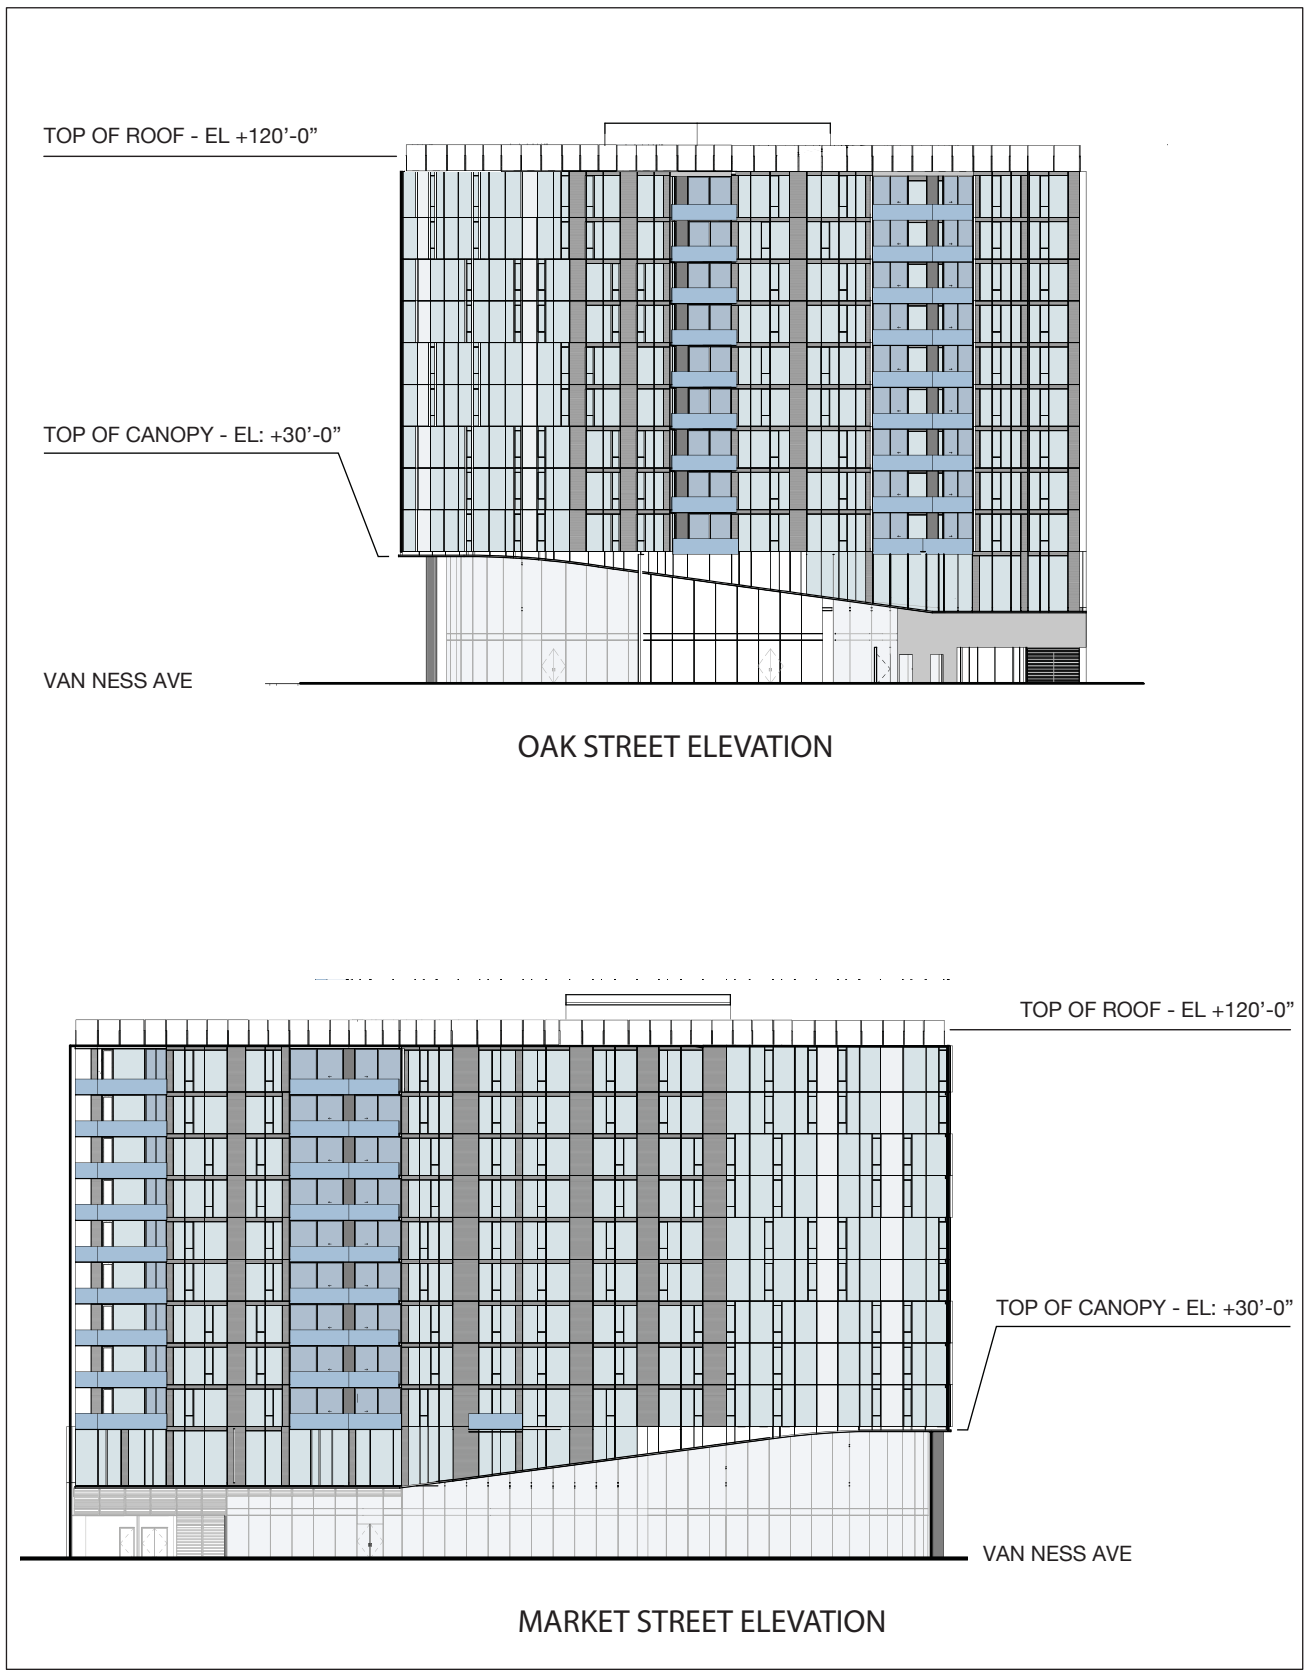 TOP OF ROOF - EL +120’-0”
TOP OF CANOPY - EL: +30’-0”
VAN NESS AVE
OAK STREET ELEVATION
TOP OF ROOF - EL +120’-0”
TOP OF CANOPY - EL: +30’-0”
VAN NESS AVE
MARKET STREET ELEVATION